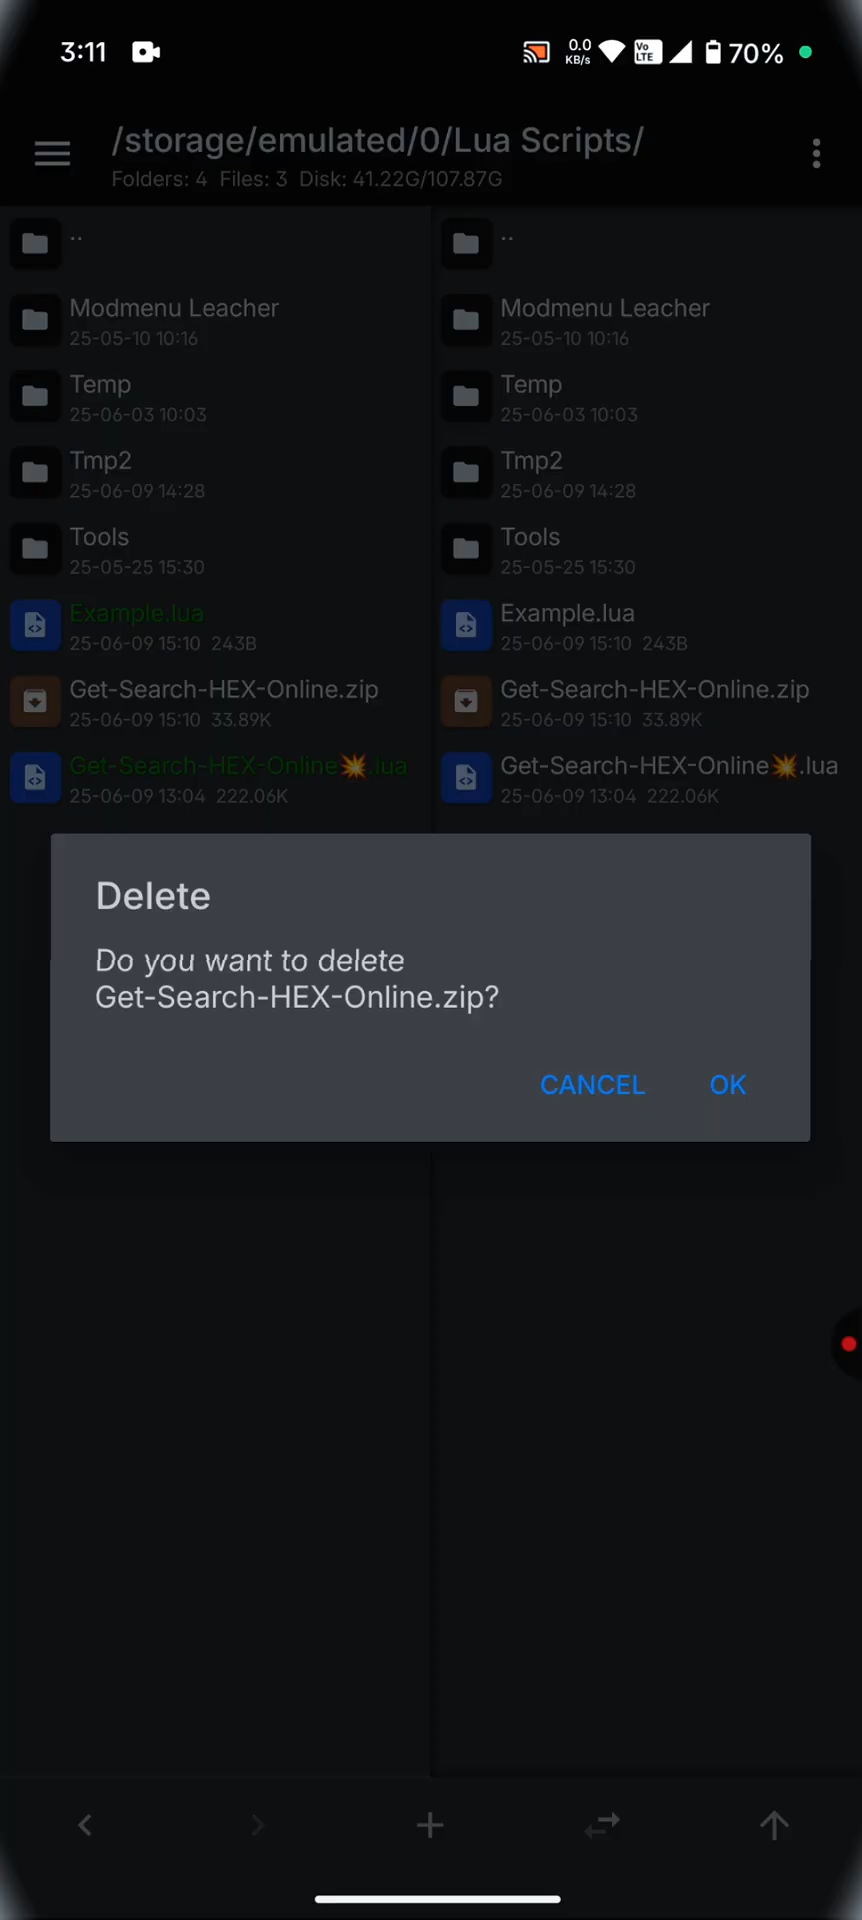 3:11
0.0 KB/s Vo LTE 70%
/storage/emulated/0/Lua Scripts/
Folders: 4 Files: 3 Disk: 41.22G/107.87G
..
Modmenu Leacher
25-05-10 10:16
Temp
25-06-03 10:03
Tmp2
25-06-09 14:28
Tools
25-05-25 15:30
Example.lua
25-06-09 15:10 243B
Get-Search-HEX-Online.zip
25-06-09 15:10 33.89K
Get-Search-HEX-Online💥.lua
25-06-09 13:04 222.06K
..
Modmenu Leacher
25-05-10 10:16
Temp
25-06-03 10:03
Tmp2
25-06-09 14:28
Tools
25-05-25 15:30
Example.lua
25-06-09 15:10 243B
Get-Search-HEX-Online.zip
25-06-09 15:10 33.89K
Get-Search-HEX-Online💥.lua
25-06-09 13:04 222.06K
Delete
Do you want to delete
Get-Search-HEX-Online.zip?
CANCEL OK